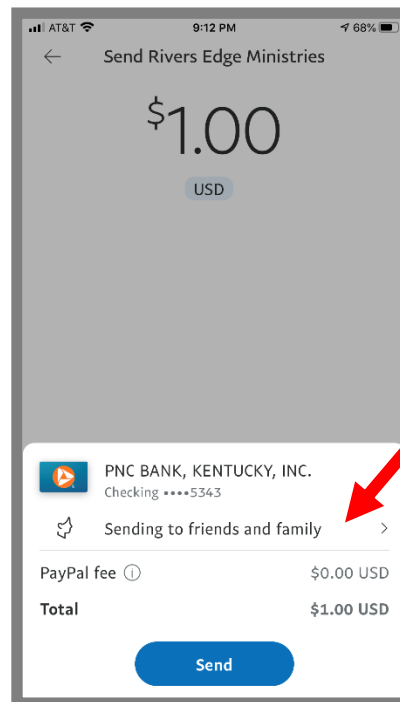 AT&T 9:12 PM 68%
Send Rivers Edge Ministries
$1.00
USD
PNC BANK, KENTUCKY, INC.
Checking ••••5343
Sending to friends and family
PayPal fee $0.00 USD
Total $1.00 USD
Send